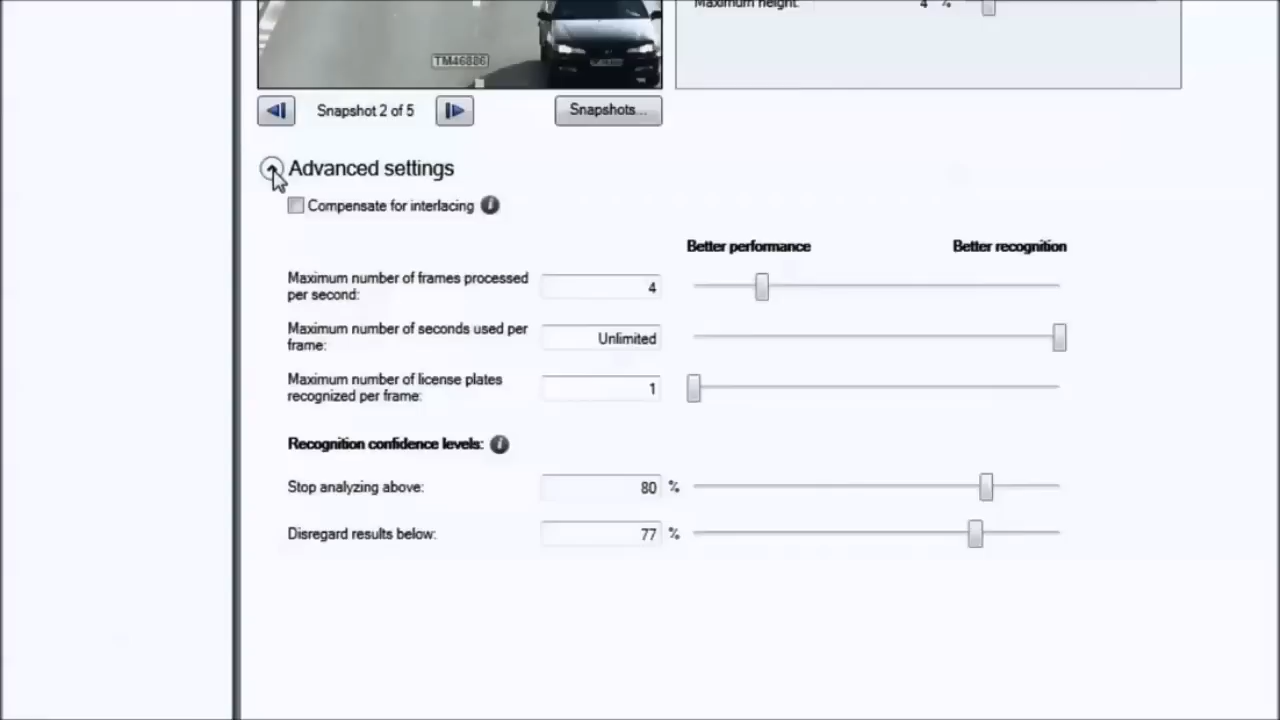 Maximum height: 4 %
TM46886
Snapshot 2 of 5
Snapshots...
Advanced settings
Compensate for interlacing
Better performance
Better recognition
Maximum number of frames processed
per second:
4
Maximum number of seconds used per
frame:
Unlimited
Maximum number of license plates
recognized per frame:
1
Recognition confidence levels:
Stop analyzing above:
80 %
Disregard results below:
77 %